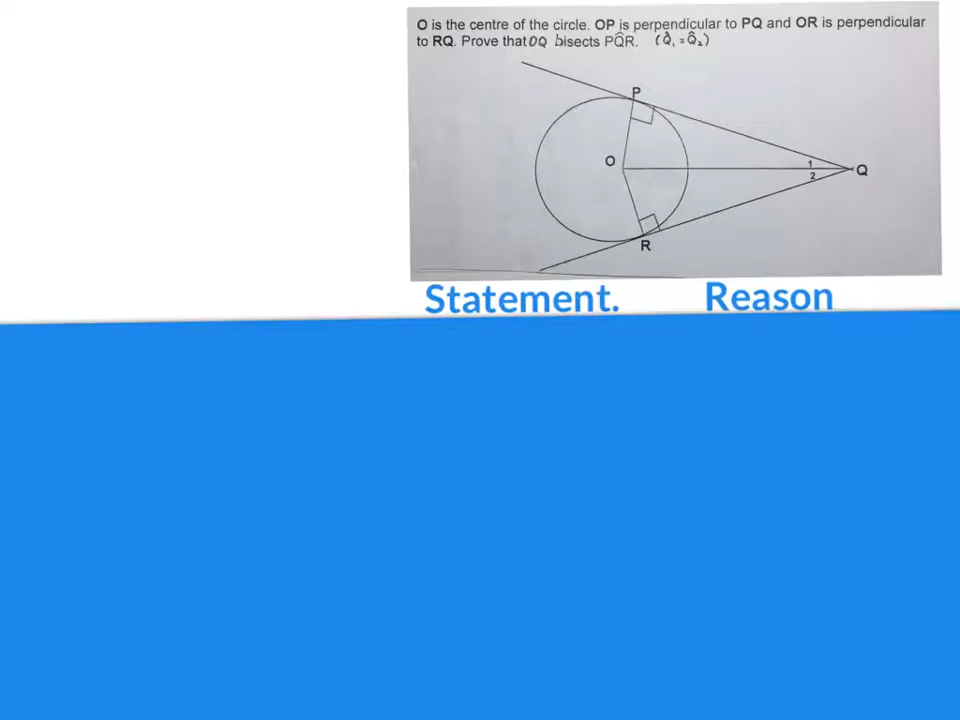 O is the centre of the circle. OP is perpendicular to PQ and OR is perpendicular
to RQ. Prove that OQ bisects PQ̂R. (Q̂₁ = Q̂₂)
P
O
1
Q
2
R
Statement. Reason